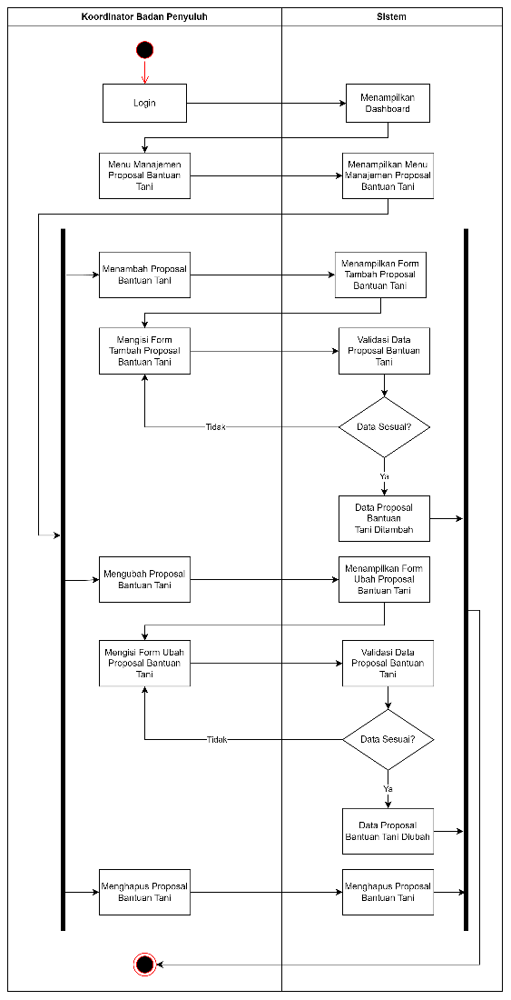 Koordinator Badan Penyuluh
Sistem
Login
Menampilkan
Dashboard
Menu Manajemen
Proposal Bantuan
Tani
Menampilkan Menu
Manajemen Proposal
Bantuan Tani
Menambah Proposal
Bantuan Tani
Menampilkan Form
Tambah Proposal
Bantuan Tani
Mengisi Form
Tambah Proposal
Bantuan Tani
Validasi Data
Proposal Bantuan
Tani
Tidak
Data Sesuai?
Ya
Data Proposal
Bantuan
Tani Ditambah
Mengubah Proposal
Bantuan Tani
Menampilkan Form
Ubah Proposal
Bantuan Tani
Mengisi Form Ubah
Proposal Bantuan
Tani
Validasi Data
Proposal Bantuan
Tani
Tidak
Data Sesuai?
Ya
Data Proposal
Bantuan Tani Diubah
Menghapus Proposal
Bantuan Tani
Menghapus Proposal
Bantuan Tani